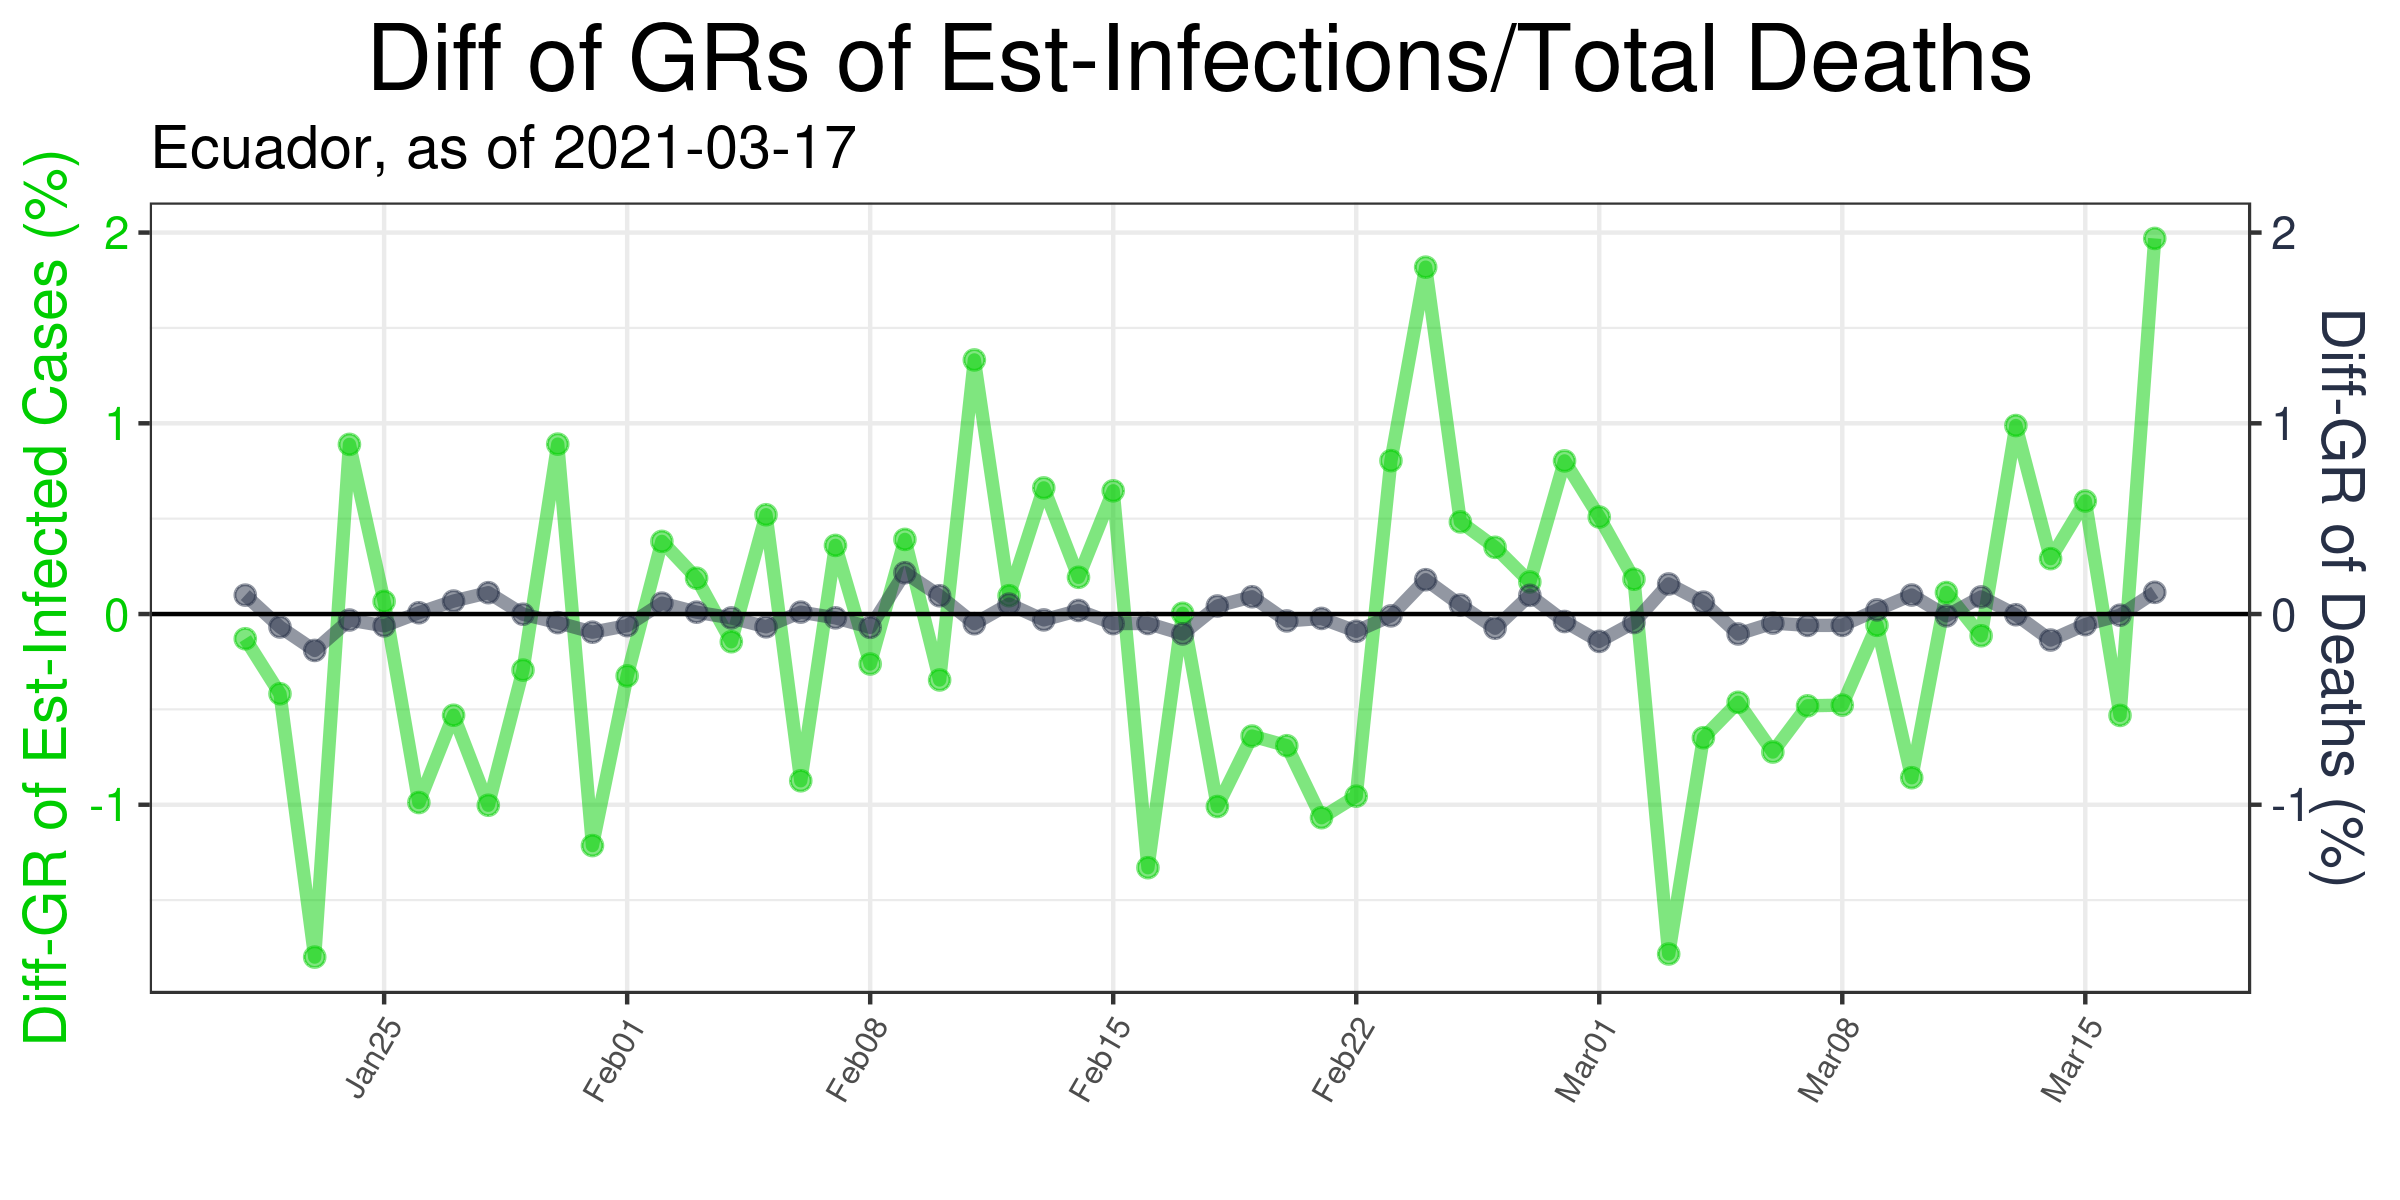 Diff of GRs of Est-Infections/Total Deaths
Ecuador, as of 2021-03-17
Diff-GR of Est-Infected Cases (%)
2
1
0
-1
2
1
0
-1
Diff-GR of Deaths (%)
Jan25
Feb01
Feb08
Feb15
Feb22
Mar01
Mar08
Mar15